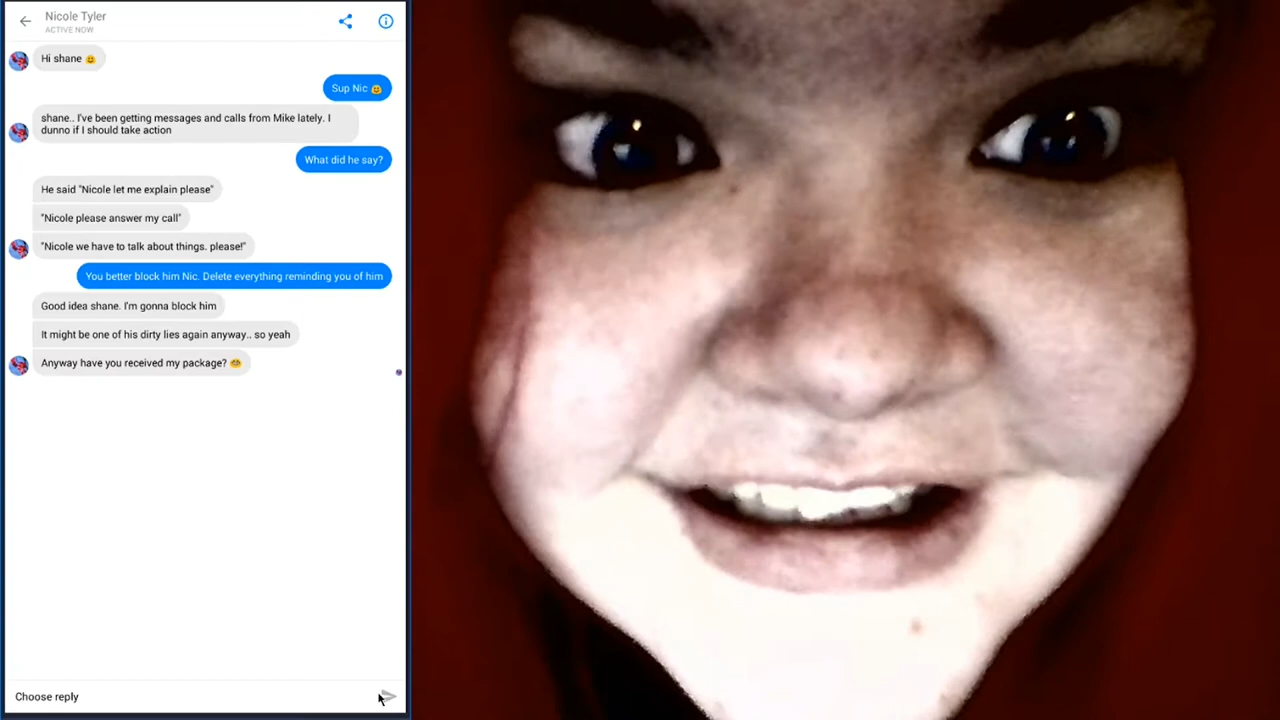 Nicole Tyler
ACTIVE NOW
Hi shane
Sup Nic
shane.. I've been getting messages and calls from Mike lately. I
dunno if I should take action
What did he say?
He said "Nicole let me explain please"
"Nicole please answer my call"
"Nicole we have to talk about things. please!"
You better block him Nic. Delete everything reminding you of him
Good idea shane. I'm gonna block him
It might be one of his dirty lies again anyway.. so yeah
Anyway have you received my package?
Choose reply